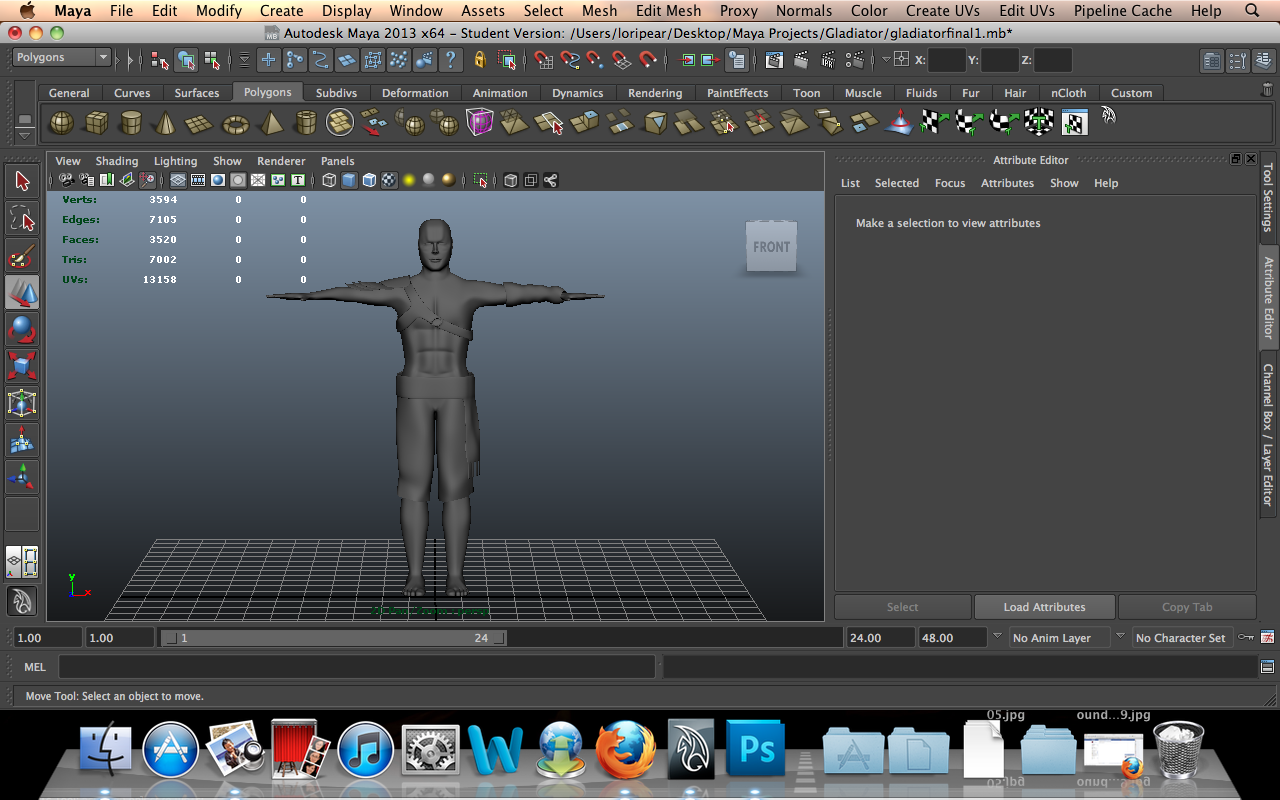 Maya File Edit Modify Create Display Window Assets Select Mesh Edit Mesh Proxy Normals Color Create UVs Edit UVs Pipeline Cache Help
Autodesk Maya 2013 x64 - Student Version: /Users/loripear/Desktop/Maya Projects/Gladiator/gladiatorfinal1.mb*
Polygons X: Y: Z:
General Curves Surfaces Polygons Subdivs Deformation Animation Dynamics Rendering PaintEffects Toon Muscle Fluids Fur Hair nCloth Custom
View Shading Lighting Show Renderer Panels
Attribute Editor
List Selected Focus Attributes Show Help
Make a selection to view attributes
Verts: 3594 0 0
Edges: 7105 0 0
Faces: 3520 0 0
Tris: 7002 0 0
UVs: 13158 0 0
FRONT
y
x
Tool Settings
Attribute Editor
Channel Box / Layer Editor
Select Load Attributes Copy Tab
1.00 1.00 1 24 24.00 48.00 No Anim Layer No Character Set
MEL
Move Tool: Select an object to move.
05.jpg ound...9.jpg
Ps